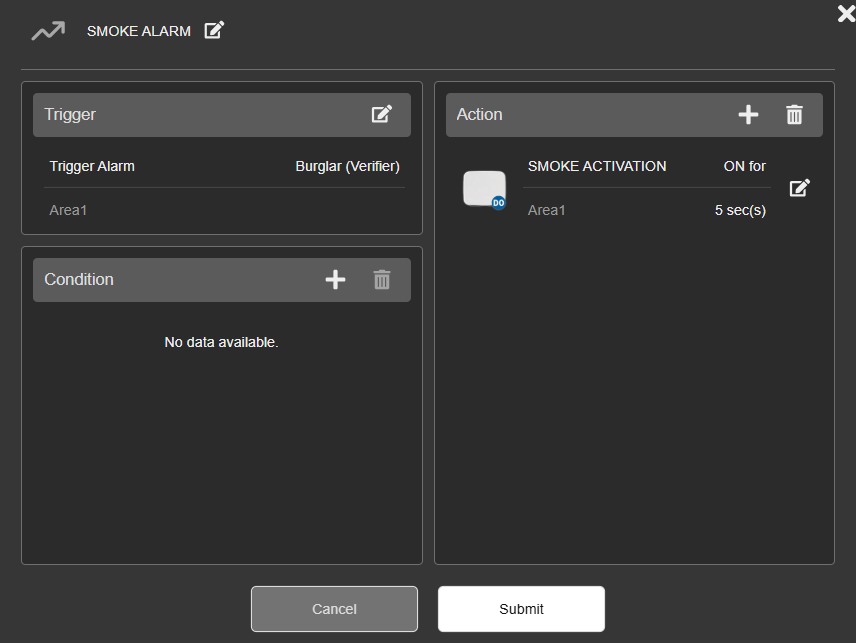 SMOKE ALARM
Trigger
Trigger Alarm Burglar (Verifier)
Area1
Condition
No data available.
Action
SMOKE ACTIVATION ON for
DO
Area1 5 sec(s)
Cancel
Submit